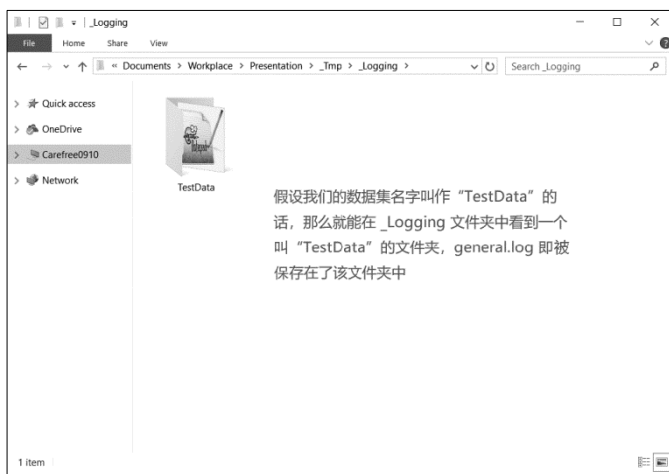 _Logging
File Home Share View
« Documents > Workplace > Presentation > _Tmp > _Logging >
Search _Logging
Quick access
OneDrive
Carefree0910
Network
TestData
假设我们的数据集名字叫作“TestData”的
话，那么就能在 _Logging 文件夹中看到一个
叫“TestData”的文件夹，general.log 即被
保存在了该文件夹中
1 item